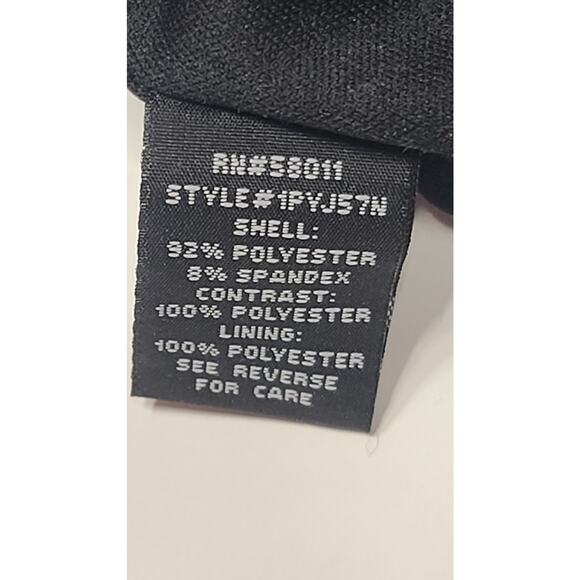 RN#58011
STYLE#1PYJ57N
SHELL:
92% POLYESTER
8% SPANDEX
CONTRAST:
100% POLYESTER
LINING:
100% POLYESTER
SEE REVERSE
FOR CARE